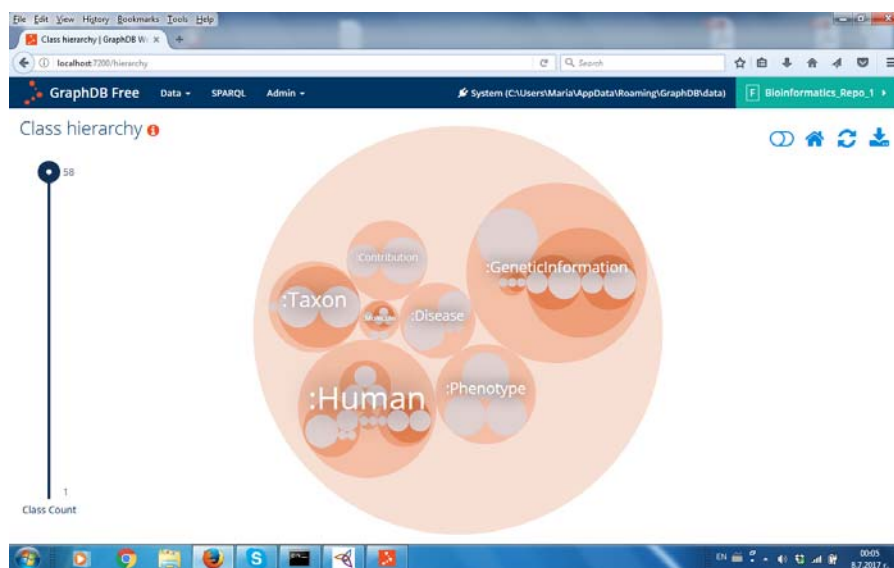 File Edit View History Bookmarks Tools Help
Class hierarchy | GraphDB W
localhost:7200/hierarchy
Search
GraphDB Free Data SPARQL Admin System (C:\Users\Maria\AppData\Roaming\GraphDB\data) F Bioinformatics_Repo_1
Class hierarchy
58
Contribution
:GeneticInformation
:Taxon
:Disease
:Human
:Phenotype
1
Class Count
EN
00:05
8.7.2017 г.